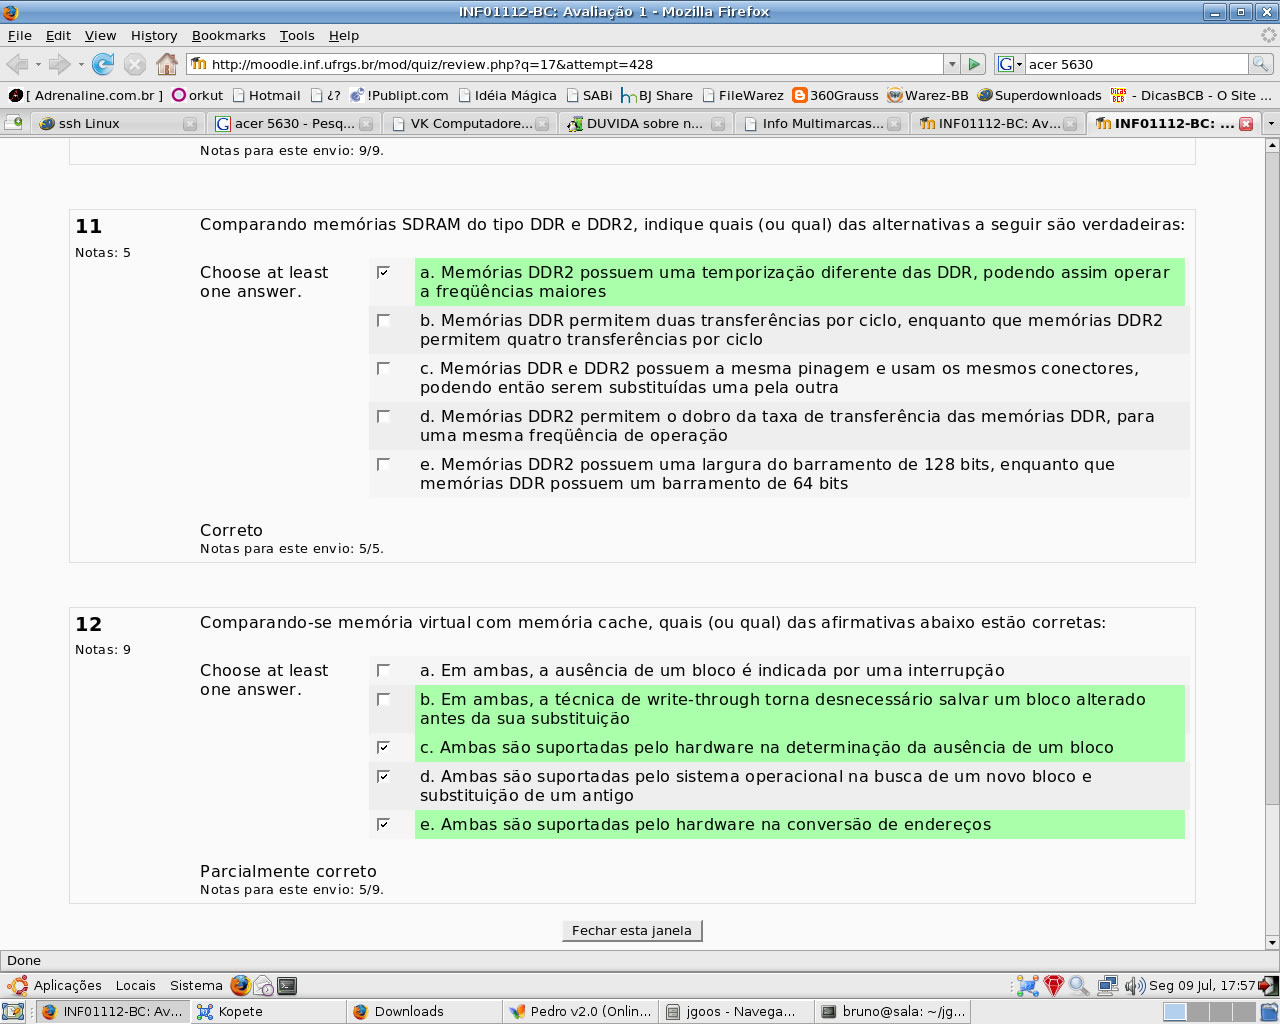 INF01112-BC: Avaliação 1 - Mozilla Firefox
File Edit View History Bookmarks Tools Help
http://moodle.inf.ufrgs.br/mod/quiz/review.php?q=17&attempt=428
acer 5630
[ Adrenaline.com.br ] orkut Hotmail ¿? !Publipt.com Idéia Mágica SABi BJ Share FileWarez 360Grauss Warez-BB Superdownloads - DicasBCB - O Site ...
ssh Linux acer 5630 - Pesq... VK Computadore... DUVIDA sobre n... Info Multimarcas... INF01112-BC: Av... INF01112-BC: ...
Notas para este envio: 9/9.
11
Notas: 5
Comparando memórias SDRAM do tipo DDR e DDR2, indique quais (ou qual) das alternativas a seguir são verdadeiras:
Choose at least
one answer.
a. Memórias DDR2 possuem uma temporização diferente das DDR, podendo assim operar
a freqüências maiores
b. Memórias DDR permitem duas transferências por ciclo, enquanto que memórias DDR2
permitem quatro transferências por ciclo
c. Memórias DDR e DDR2 possuem a mesma pinagem e usam os mesmos conectores,
podendo então serem substituídas uma pela outra
d. Memórias DDR2 permitem o dobro da taxa de transferência das memórias DDR, para
uma mesma freqüência de operação
e. Memórias DDR2 possuem uma largura do barramento de 128 bits, enquanto que
memórias DDR possuem um barramento de 64 bits
Correto
Notas para este envio: 5/5.
12
Notas: 9
Comparando-se memória virtual com memória cache, quais (ou qual) das afirmativas abaixo estão corretas:
Choose at least
one answer.
a. Em ambas, a ausência de um bloco é indicada por uma interrupção
b. Em ambas, a técnica de write-through torna desnecessário salvar um bloco alterado
antes da sua substituição
c. Ambas são suportadas pelo hardware na determinação da ausência de um bloco
d. Ambas são suportadas pelo sistema operacional na busca de um novo bloco e
substituição de um antigo
e. Ambas são suportadas pelo hardware na conversão de endereços
Parcialmente correto
Notas para este envio: 5/9.
Fechar esta janela
Done
Aplicações Locais Sistema Seg 09 Jul, 17:57
INF01112-BC: Av... Kopete Downloads Pedro v2.0 (Onlin... jgoos - Navega... bruno@sala: ~/jg...